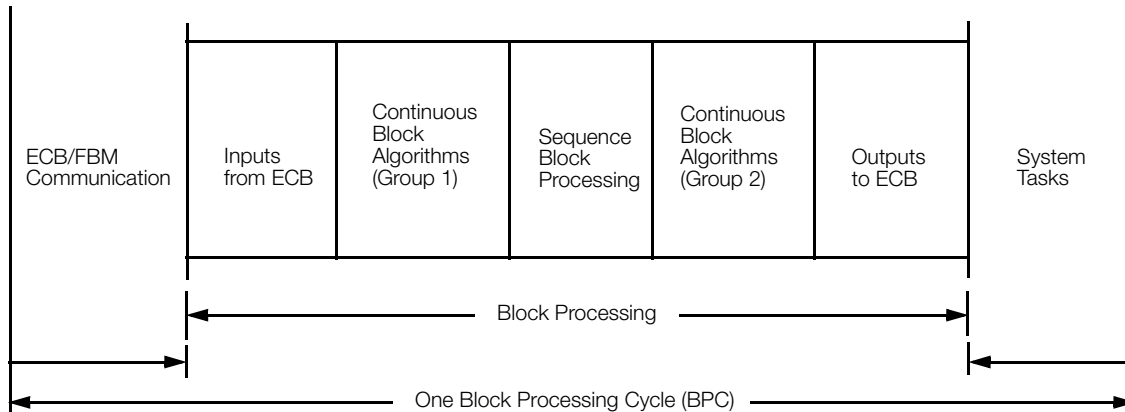 ECB/FBM
Communication
Inputs
from ECB
Continuous
Block
Algorithms
(Group 1)
Sequence
Block
Processing
Continuous
Block
Algorithms
(Group 2)
Outputs
to ECB
System
Tasks
Block Processing
One Block Processing Cycle (BPC)